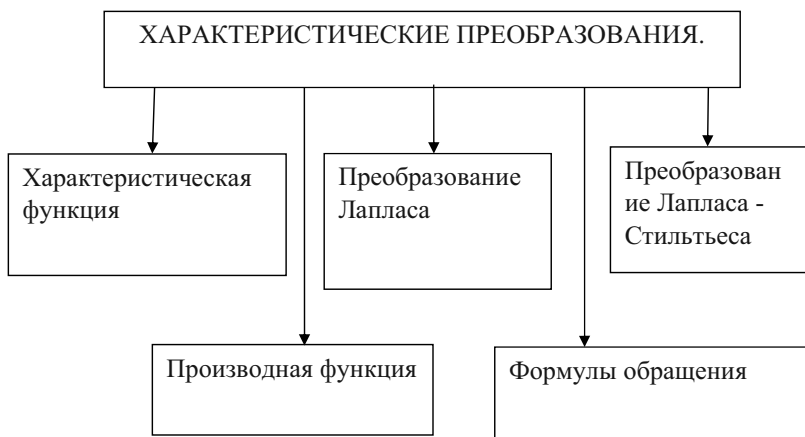 ХАРАКТЕРИСТИЧЕСКИЕ ПРЕОБРАЗОВАНИЯ.
Характеристическая
функция
Преобразование
Лапласа
Преобразован
ие Лапласа -
Стильтьеса
Производная функция
Формулы обращения